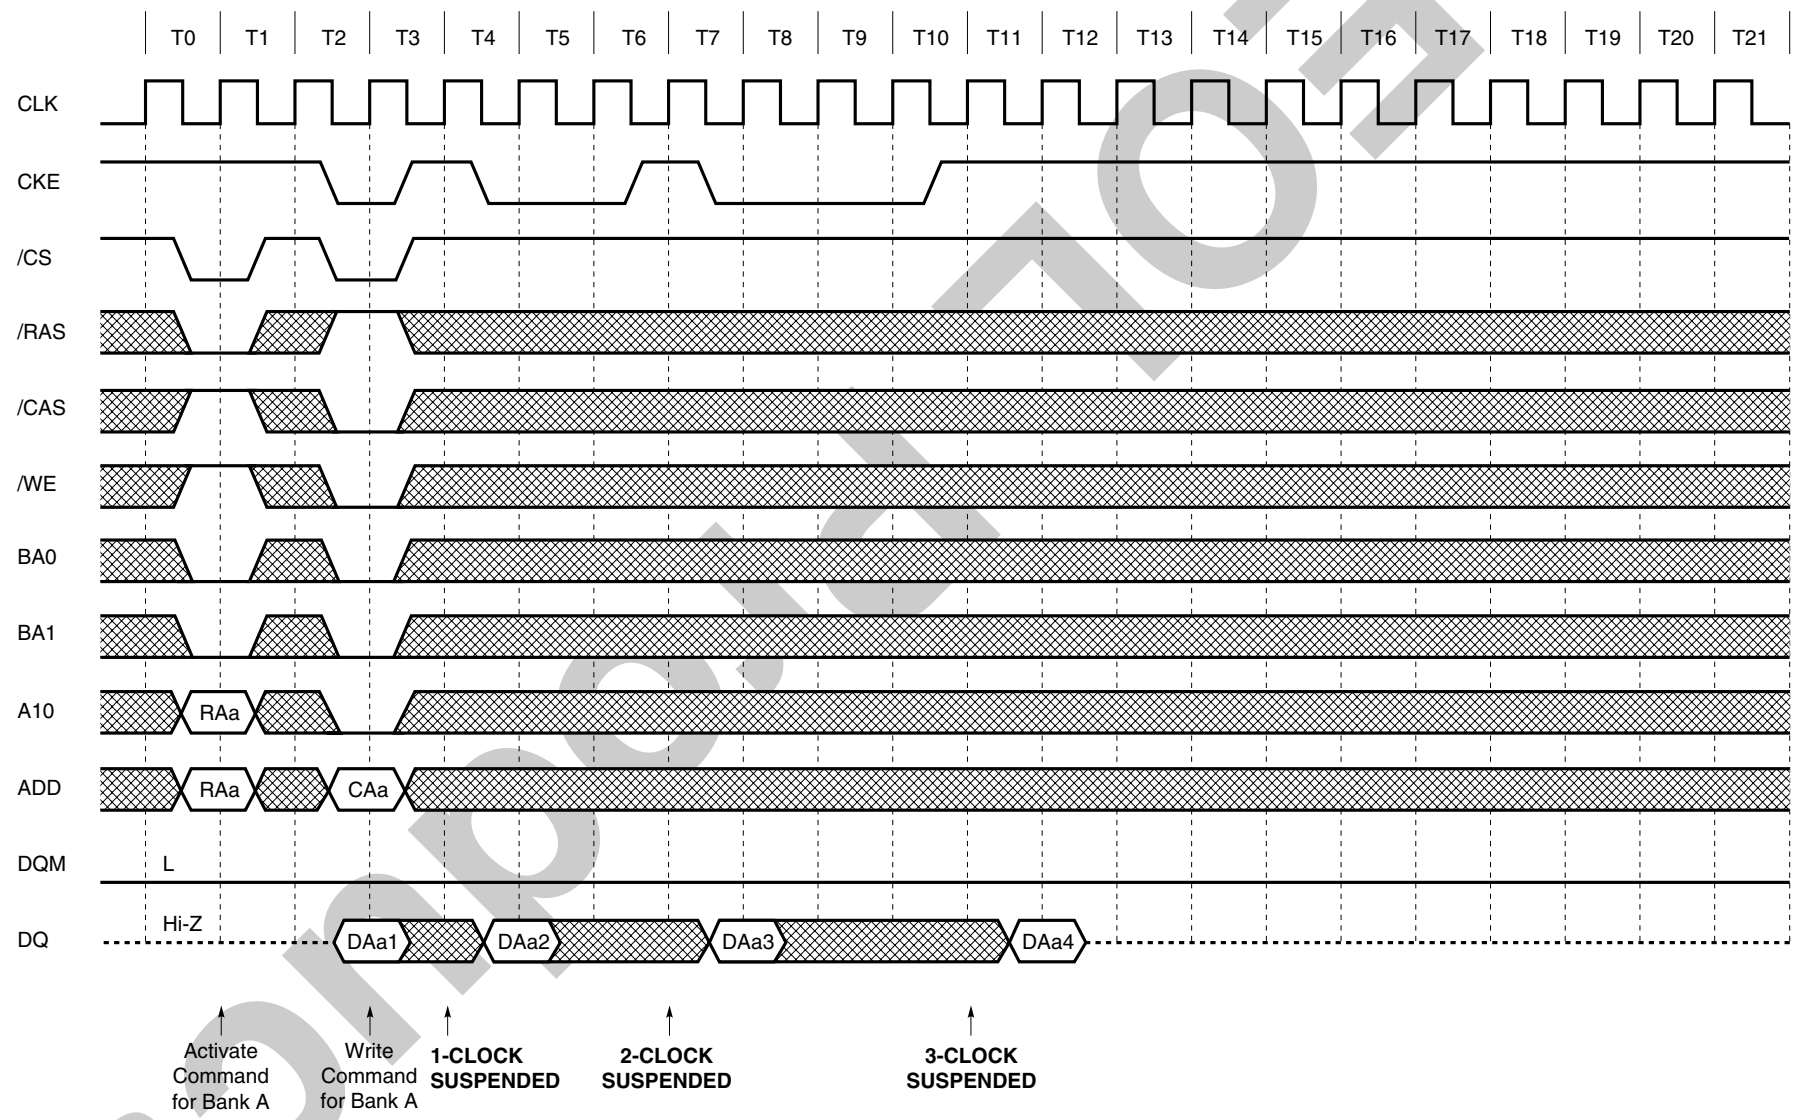 T0 T1 T2 T3 T4 T5 T6 T7 T8 T9 T10 T11 T12 T13 T14 T15 T16 T17 T18 T19 T20 T21
CLK
CKE
/CS
/RAS
/CAS
/WE
BA0
BA1
A10 RAa
ADD RAa CAa
DQM L
DQ Hi-Z DAa1 DAa2 DAa3 DAa4
Activate
Command
for Bank A
Write
Command
for Bank A
1-CLOCK
SUSPENDED
2-CLOCK
SUSPENDED
3-CLOCK
SUSPENDED